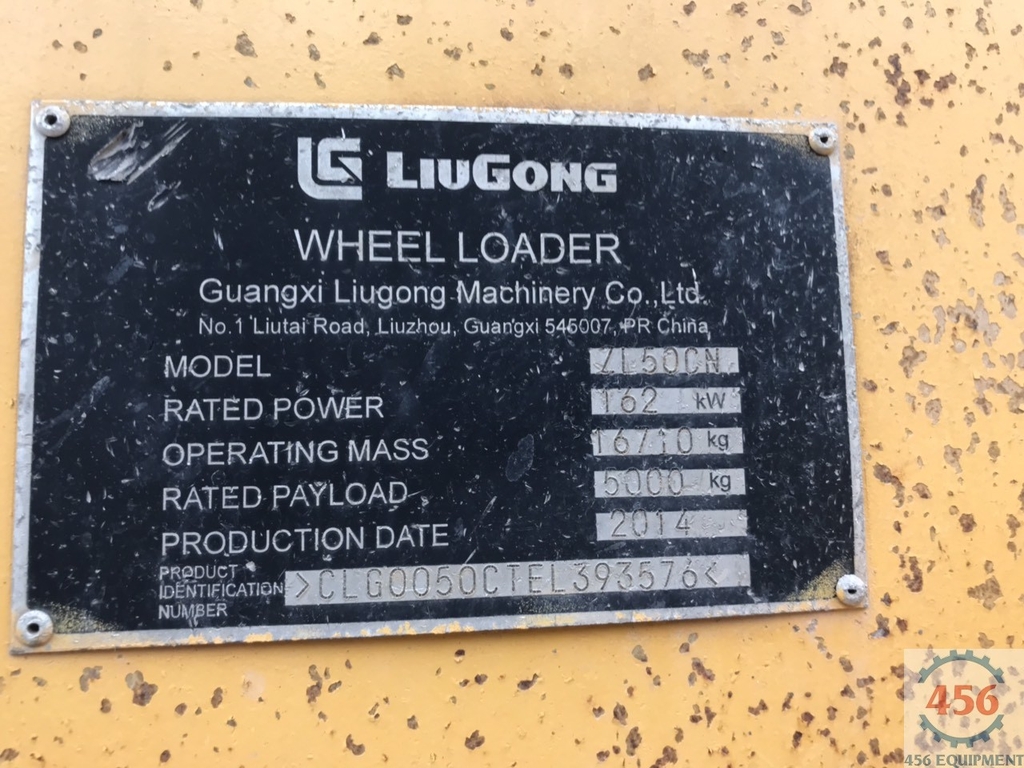 LG LIUGONG
WHEEL LOADER
Guangxi Liugong Machinery Co.,Ltd.
No.1 Liutai Road, Liuzhou, Guangxi 545007, PR China
MODEL ZL50CN
RATED POWER 162 kW
OPERATING MASS 16710 kg
RATED PAYLOAD 5000 kg
PRODUCTION DATE 2014
PRODUCT
IDENTIFICATION >CLG0050CTEL393576<
NUMBER
456
456 EQUIPMENT